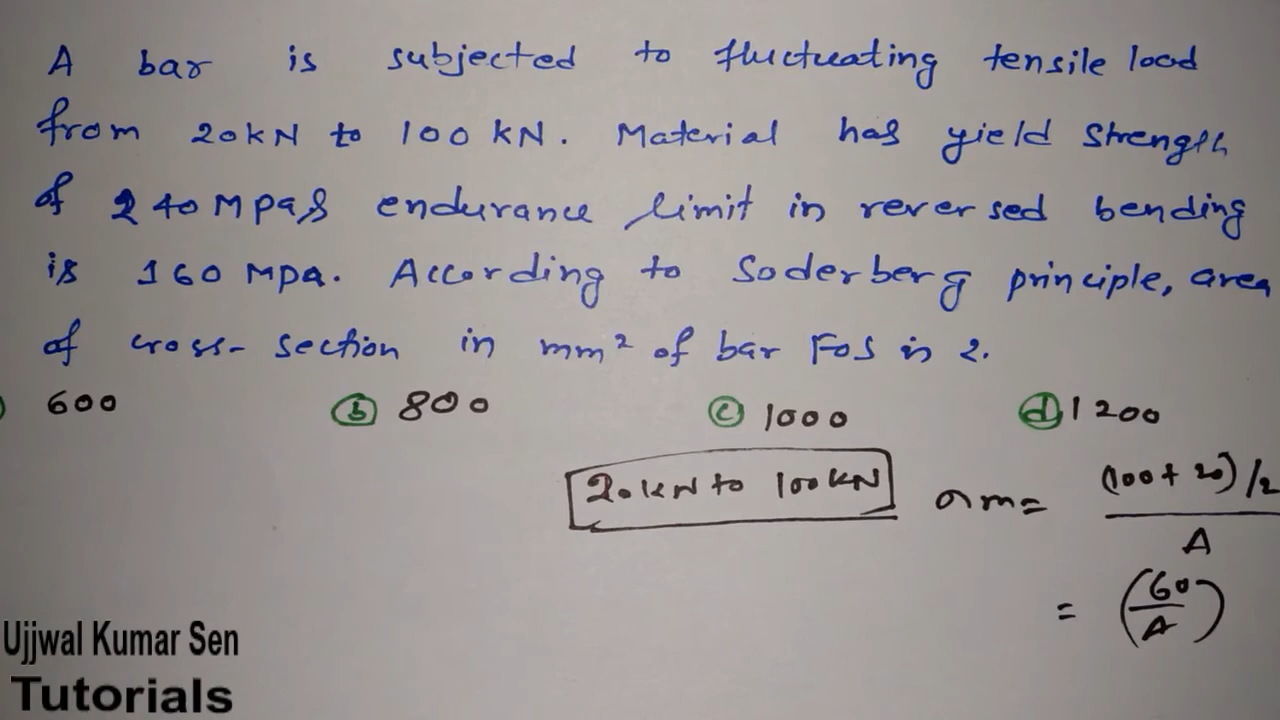 A bar is subjected to fluctuating tensile load
from 20kN to 100 kN. Material has yield strength
of 240 MPa & endurance limit in reversed bending
is 160 MPa. According to Soderberg principle, area
of cross-section in mm² of bar FOS is 2.
600 (b) 800 (c) 1000 (d) 1200
20kN to 100kN σm = (100+20)/2
A
= (60/A)
Ujjwal Kumar Sen
Tutorials